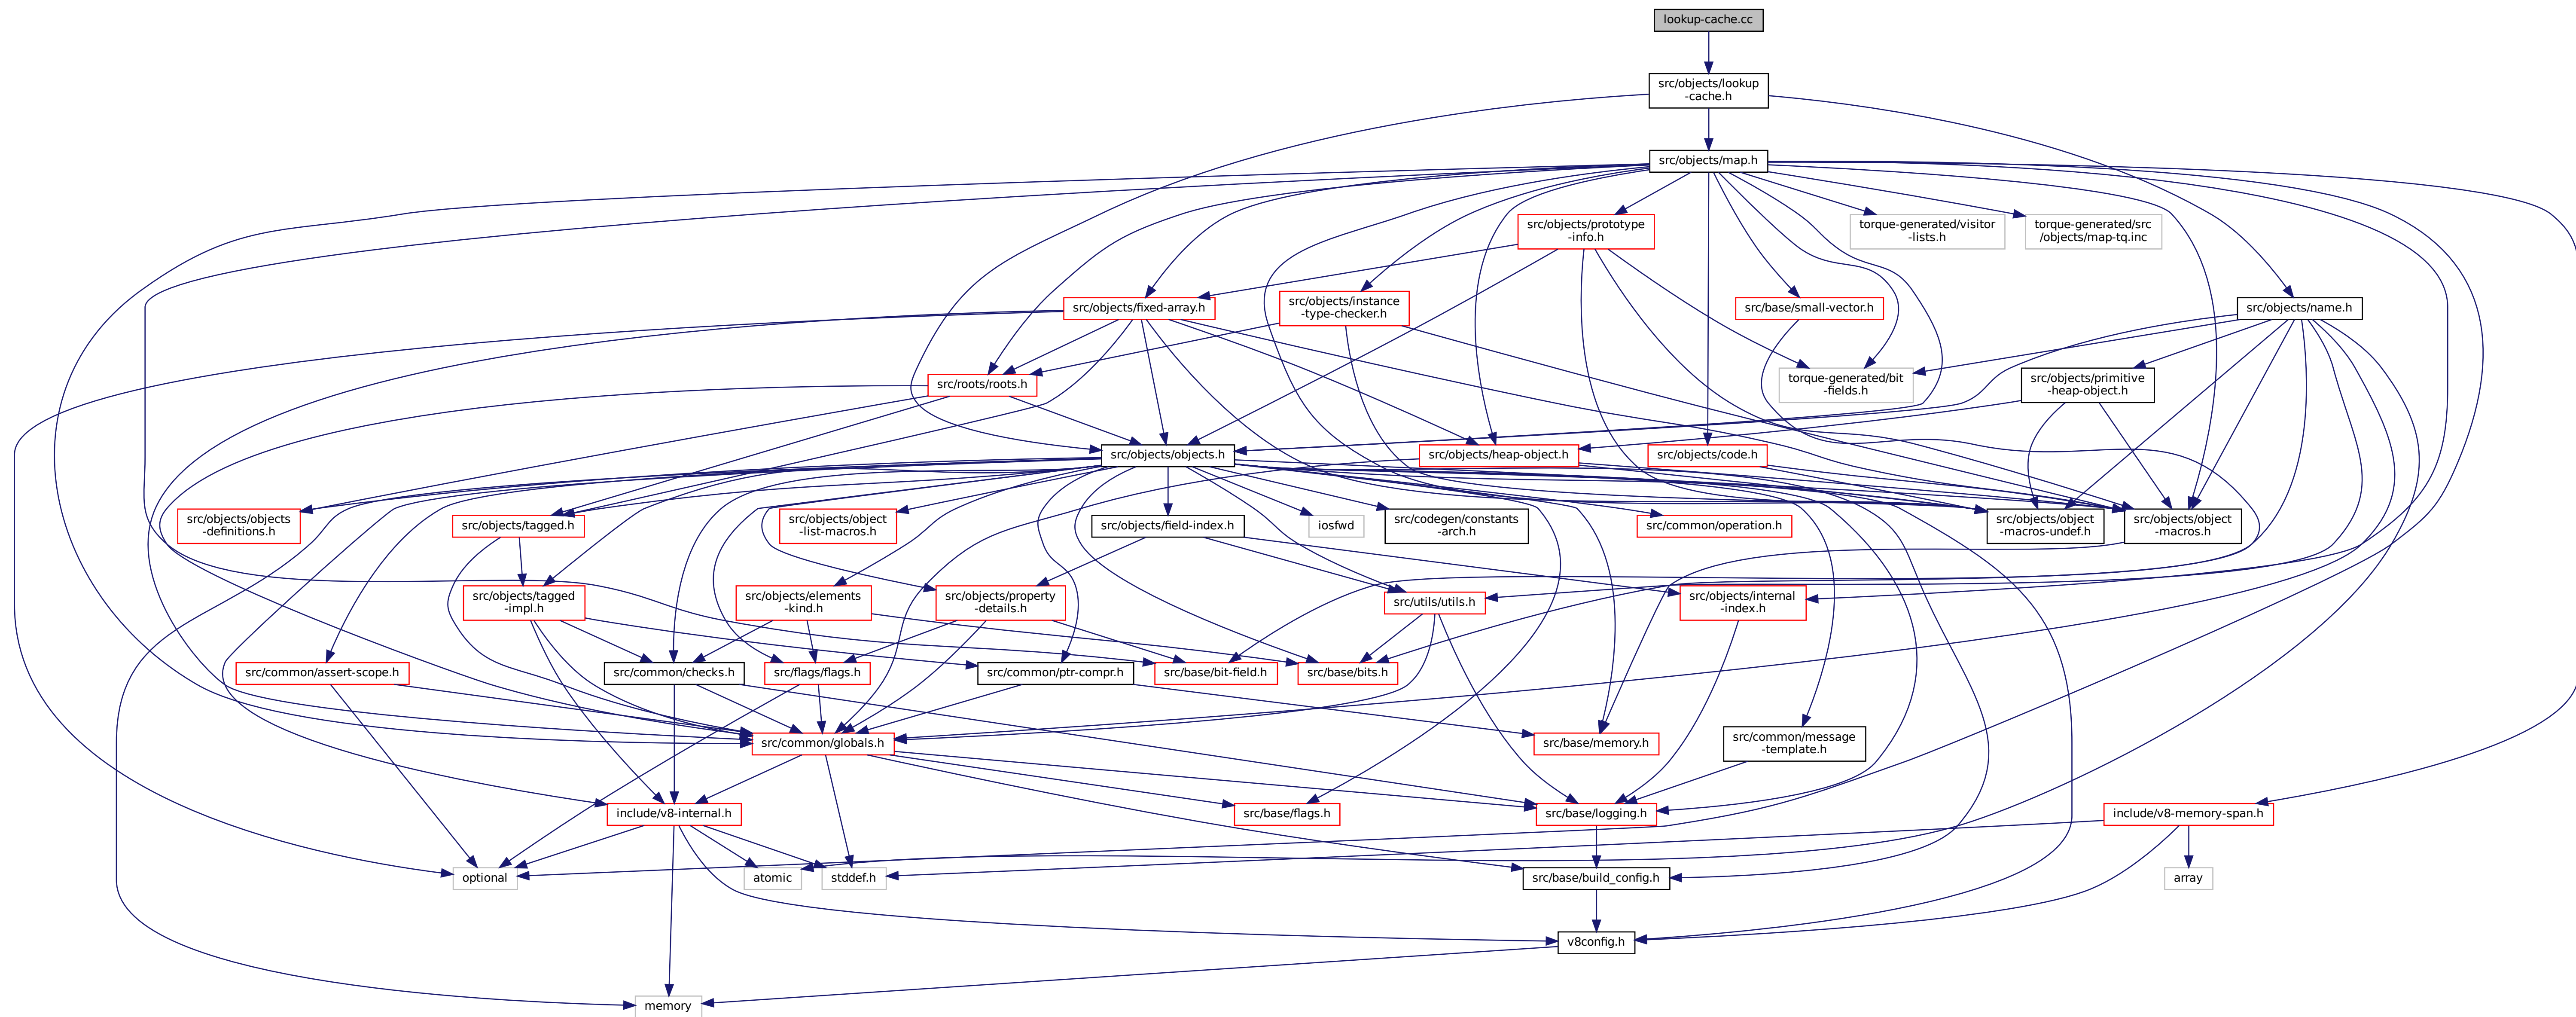 lookup-cache.cc
src/objects/lookup
-cache.h
src/objects/map.h
src/objects/prototype
-info.h
torque-generated/visitor
-lists.h
torque-generated/src
/objects/map-tq.inc
src/objects/fixed-array.h
src/objects/instance
-type-checker.h
src/base/small-vector.h
src/objects/name.h
src/roots/roots.h
torque-generated/bit
-fields.h
src/objects/primitive
-heap-object.h
src/objects/objects.h
src/objects/heap-object.h
src/objects/code.h
src/objects/objects
-definitions.h
src/objects/tagged.h
src/objects/object
-list-macros.h
src/objects/field-index.h
iosfwd
src/codegen/constants
-arch.h
src/common/operation.h
src/objects/object
-macros-undef.h
src/objects/object
-macros.h
src/objects/tagged
-impl.h
src/objects/elements
-kind.h
src/objects/property
-details.h
src/utils/utils.h
src/objects/internal
-index.h
src/common/assert-scope.h
src/common/checks.h
src/flags/flags.h
src/common/ptr-compr.h
src/base/bit-field.h
src/base/bits.h
src/common/globals.h
src/base/memory.h
src/common/message
-template.h
include/v8-internal.h
src/base/flags.h
src/base/logging.h
include/v8-memory-span.h
optional
atomic
stddef.h
src/base/build_config.h
array
v8config.h
memory